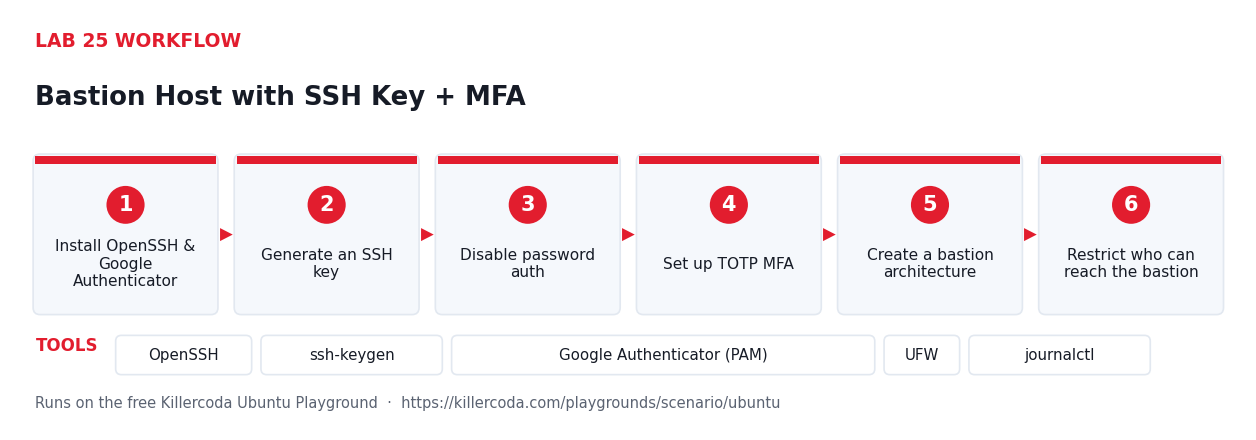 LAB 25 WORKFLOW
Bastion Host with SSH Key + MFA
1
Install OpenSSH &
Google
Authenticator
2
Generate an SSH
key
3
Disable password
auth
4
Set up TOTP MFA
5
Create a bastion
architecture
6
Restrict who can
reach the bastion
TOOLS
OpenSSH
ssh-keygen
Google Authenticator (PAM)
UFW
journalctl
Runs on the free Killercoda Ubuntu Playground · https://killercoda.com/playgrounds/scenario/ubuntu